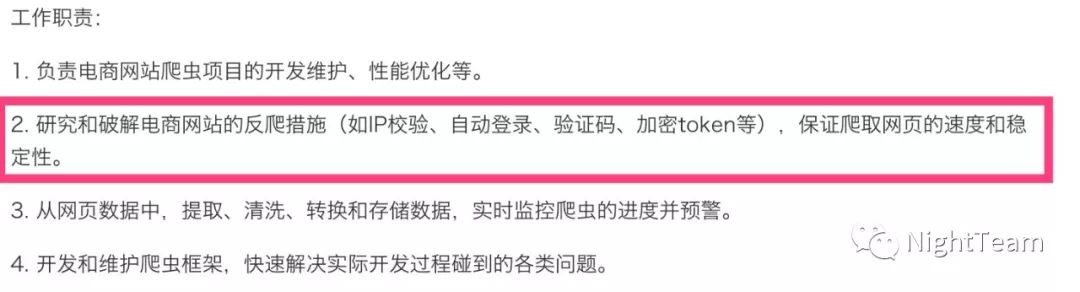 工作职责：
1. 负责电商网站爬虫项目的开发维护、性能优化等。
2. 研究和破解电商网站的反爬措施（如IP校验、自动登录、验证码、加密token等），保证爬取网页的速度和稳
定性。
3. 从网页数据中，提取、清洗、转换和存储数据，实时监控爬虫的进度并预警。
4. 开发和维护爬虫框架，快速解决实际开发过程碰到的各类问题。
NightTeam